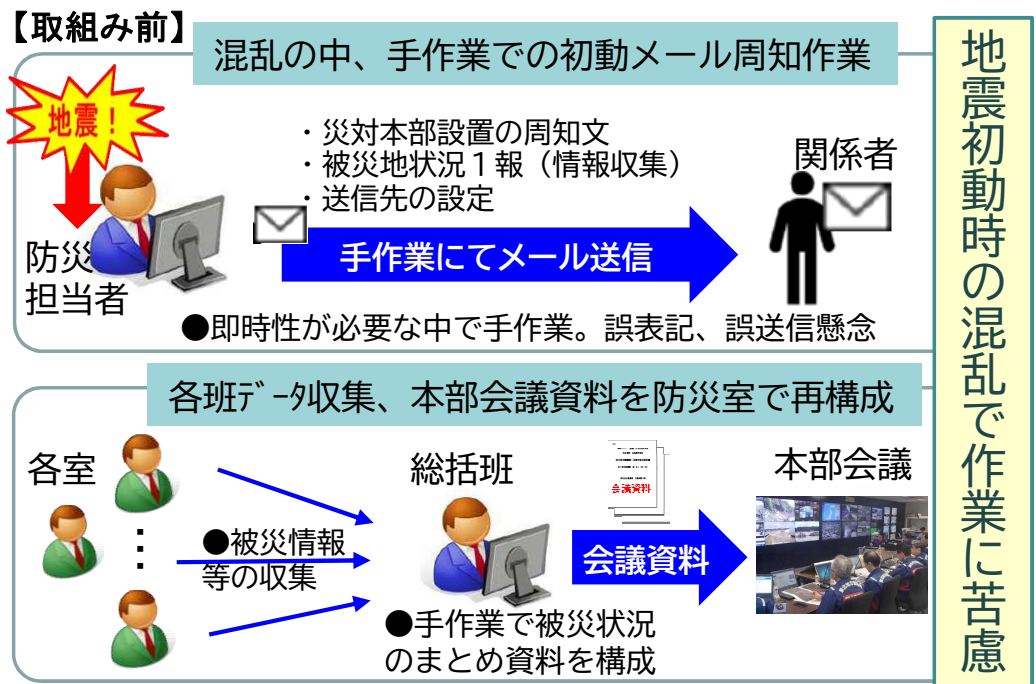 【取組み前】
混乱の中、手作業での初動メール周知作業
地震！
・災対本部設置の周知文
・被災地状況１報（情報収集）
・送信先の設定
関係者
防災
担当者
手作業にてメール送信
●即時性が必要な中で手作業。誤表記、誤送信懸念
各班ﾃﾞｰﾀ収集、本部会議資料を防災室で再構成
各室
●被災情報
等の収集
総括班
会議資料
会議資料
本部会議
●手作業で被災状況
のまとめ資料を構成
地震初動時の混乱で作業に苦慮